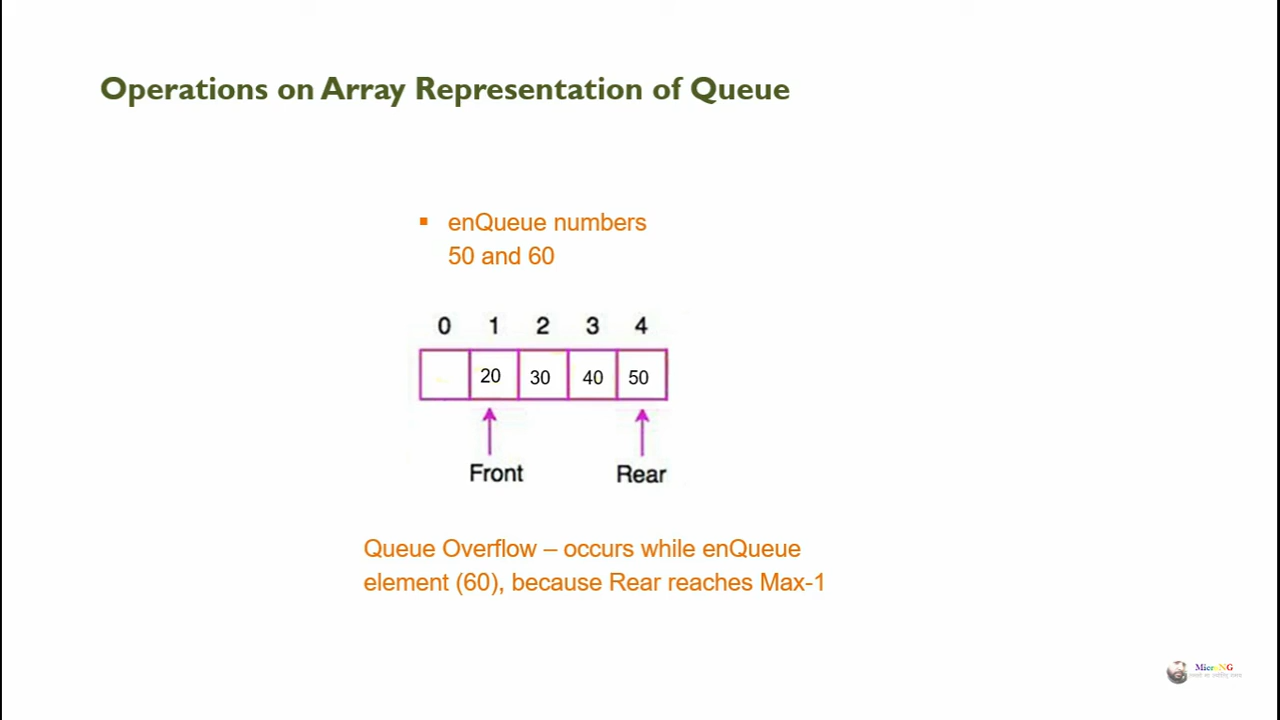 Operations on Array Representation of Queue
▪ enQueue numbers
50 and 60
0 1 2 3 4
20 30 40 50
Front Rear
Queue Overflow – occurs while enQueue
element (60), because Rear reaches Max-1
MicroNG